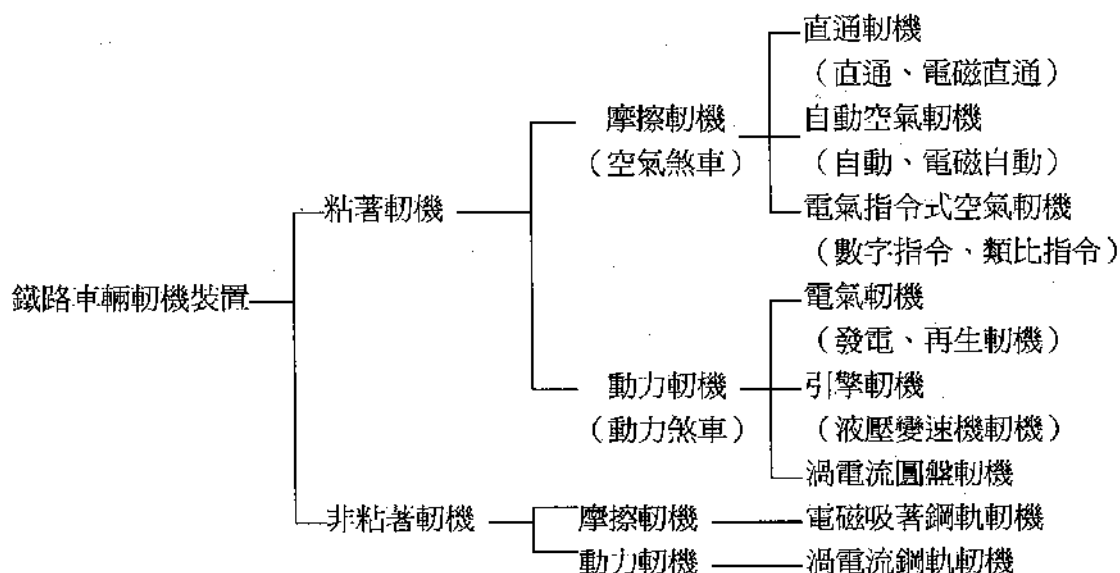 直通軔機
（直通、電磁直通）
摩擦軔機
自動空氣軔機
（空氣煞車）
（自動、電磁自動）
粘著軔機
電氣指令式空氣軔機
（數字指令、類比指令）
鐵路車輛軔機裝置
電氣軔機
（發電、再生軔機）
動力軔機
引擎軔機
（動力煞車）
（液壓變速機軔機）
渦電流圓盤軔機
非粘著軔機
摩擦軔機
電磁吸著鋼軌軔機
動力軔機
渦電流鋼軌軔機